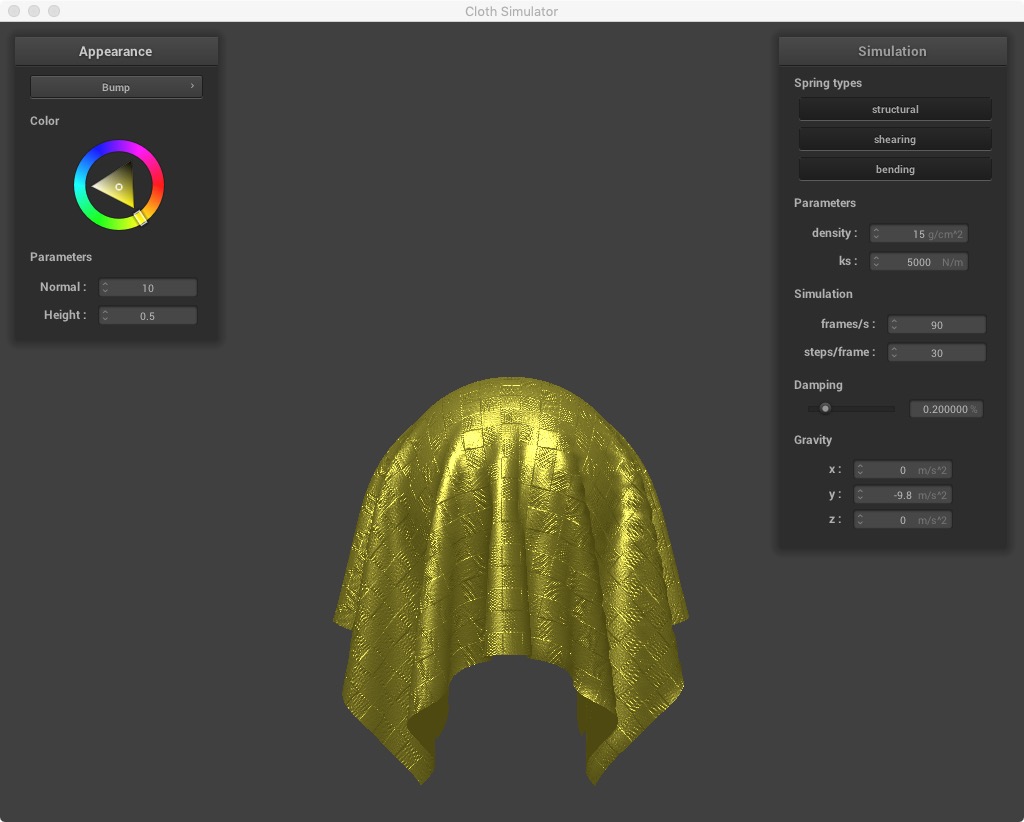 Cloth Simulator
Appearance
Bump
Color
Parameters
Normal : 10
Height : 0.5
Simulation
Spring types
structural
shearing
bending
Parameters
density : 15 g/cm^2
ks : 5000 N/m
Simulation
frames/s : 90
steps/frame : 30
Damping
0.200000 %
Gravity
x : 0 m/s^2
y : -9.8 m/s^2
z : 0 m/s^2